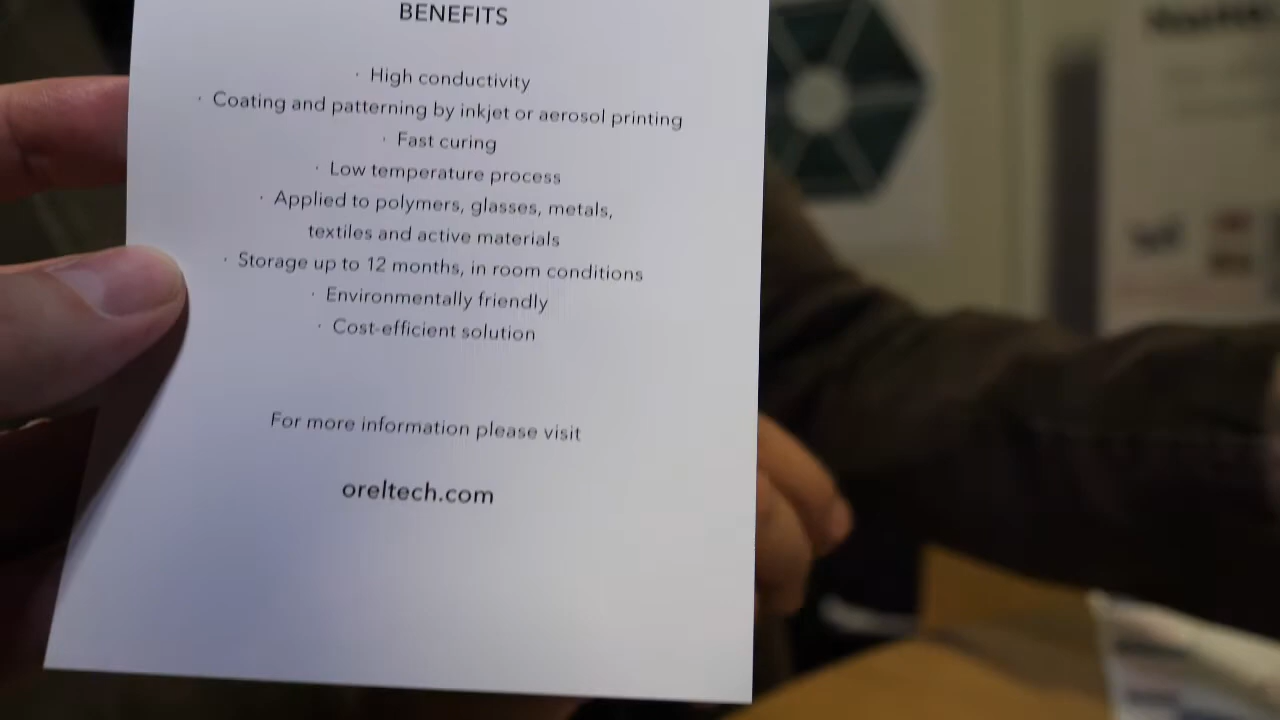 BENEFITS
· High conductivity
· Coating and patterning by inkjet or aerosol printing
· Fast curing
· Low temperature process
· Applied to polymers, glasses, metals,
textiles and active materials
· Storage up to 12 months, in room conditions
· Environmentally friendly
· Cost-efficient solution
For more information please visit
oreltech.com